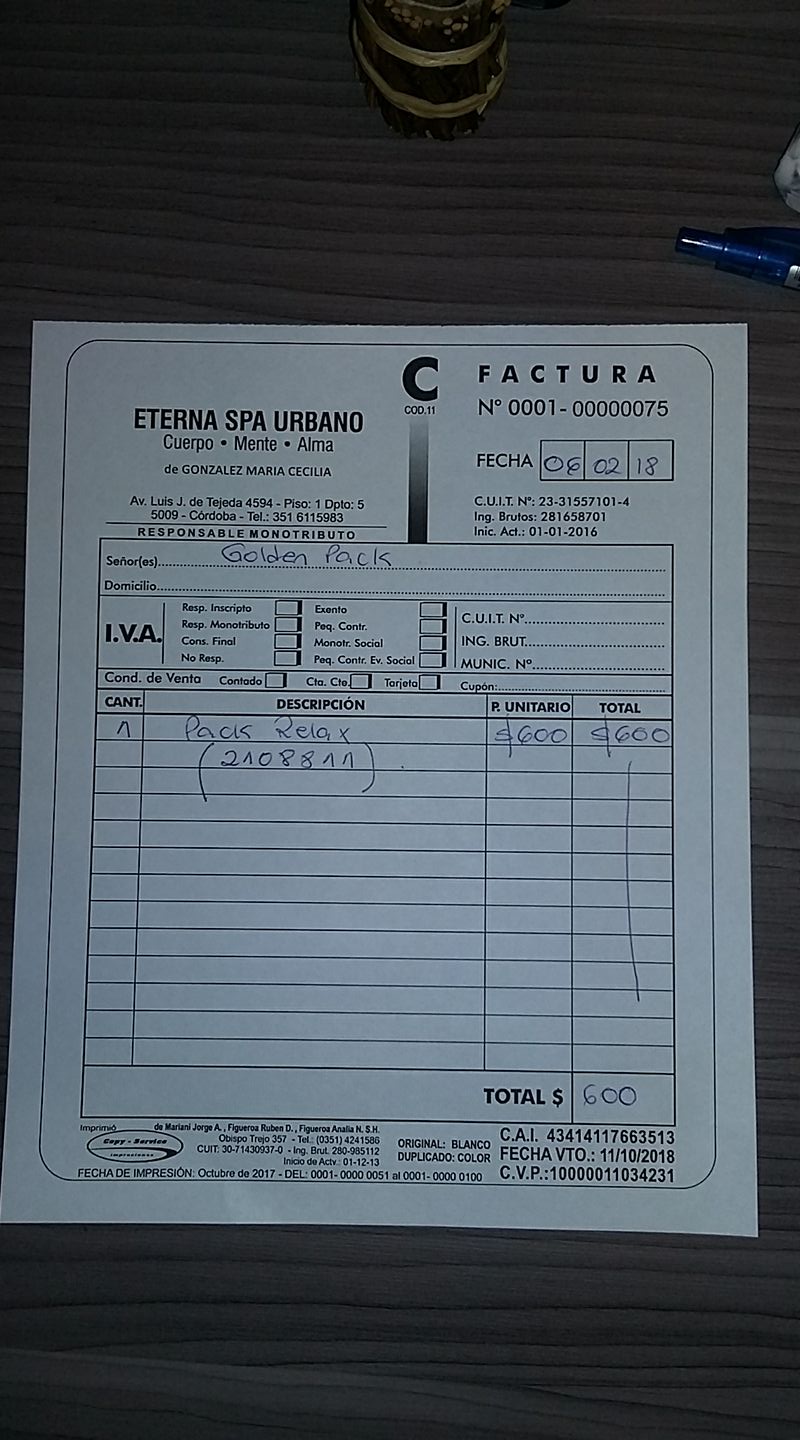 C
COD.11
FACTURA
Nº 0001-00000075
ETERNA SPA URBANO
Cuerpo • Mente • Alma
de GONZALEZ MARIA CECILIA
FECHA 06 02 18
Av. Luis J. de Tejeda 4594 - Piso: 1 Dpto: 5
5009 - Córdoba - Tel.: 351 6115983
RESPONSABLE MONOTRIBUTO
C.U.I.T. Nº: 23-31557101-4
Ing. Brutos: 281658701
Inic. Act.: 01-01-2016
Señor(es) Golden Pack
Domicilio
I.V.A.
Resp. Inscripto
Resp. Monotributo
Cons. Final
No Resp.
Exento
Peq. Contr.
Monotr. Social
Peq. Contr. Ev. Social
C.U.I.T. Nº
ING. BRUT.
MUNIC. Nº
Cond. de Venta Contado Cta. Cte. Tarjeta Cupón:
CANT. DESCRIPCIÓN P. UNITARIO TOTAL
1 Pack Relax $600 $600
(2108811)
TOTAL $ 600
Imprimió
Copy - Service
impresiones
de Mariani Jorge A., Figueroa Ruben D., Figueroa Analia N. S.H.
Obispo Trejo 357 - Tel.: (0351) 4241586
CUIT: 30-71430937-0 - Ing. Brut. 280-985112
Inicio de Actv.: 01-12-13
ORIGINAL: BLANCO
DUPLICADO: COLOR
C.A.I. 43414117663513
FECHA VTO.: 11/10/2018
C.V.P.:10000011034231
FECHA DE IMPRESIÓN: Octubre de 2017 - DEL: 0001- 0000 0051 al 0001- 0000 0100